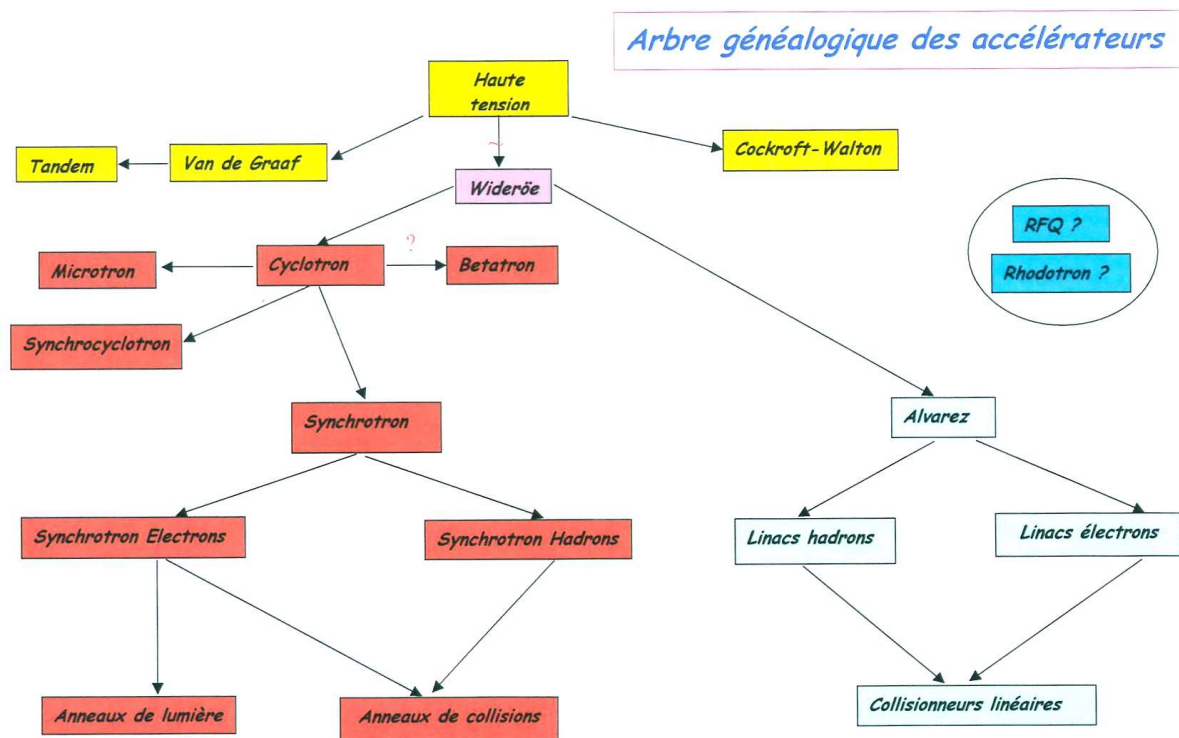 Arbre généalogique des accélérateurs
Haute
tension
~
Tandem
Van de Graaf
Cockroft-Walton
Wideröe
RFQ ?
Rhodotron ?
Microtron
Cyclotron
?
Betatron
Synchrocyclotron
Synchrotron
Alvarez
Synchrotron Electrons
Synchrotron Hadrons
Linacs hadrons
Linacs électrons
Anneaux de lumière
Anneaux de collisions
Collisionneurs linéaires